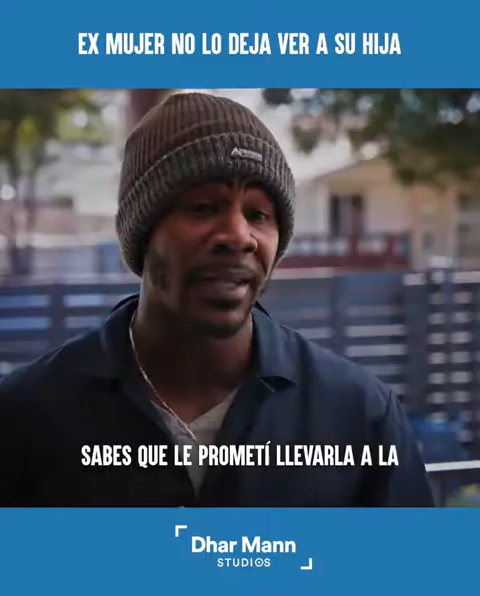 EX MUJER NO LO DEJA VER A SU HIJA
SABES QUE LE PROMETÍ LLEVARLA A LA
Dhar Mann
STUDIOS